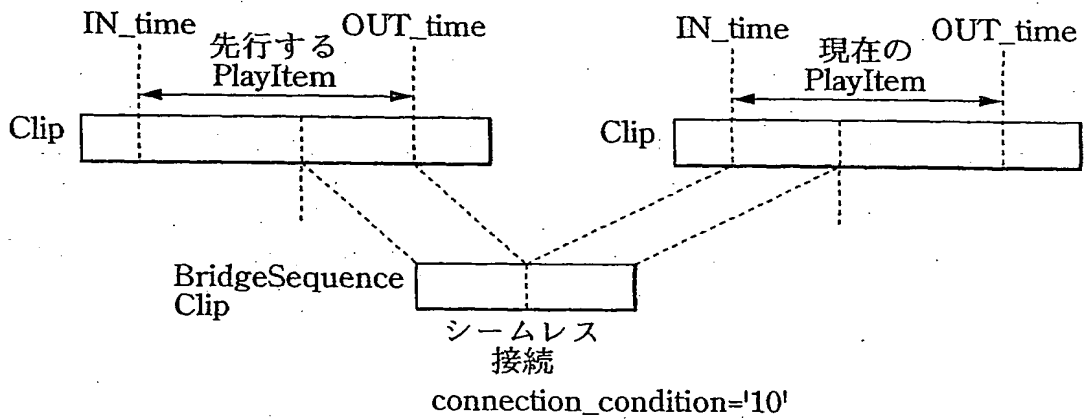 IN_time
OUT_time
先行する
PlayItem
Clip
IN_time
OUT_time
現在の
PlayItem
Clip
BridgeSequence
Clip
シームレス
接続
connection_condition='10'